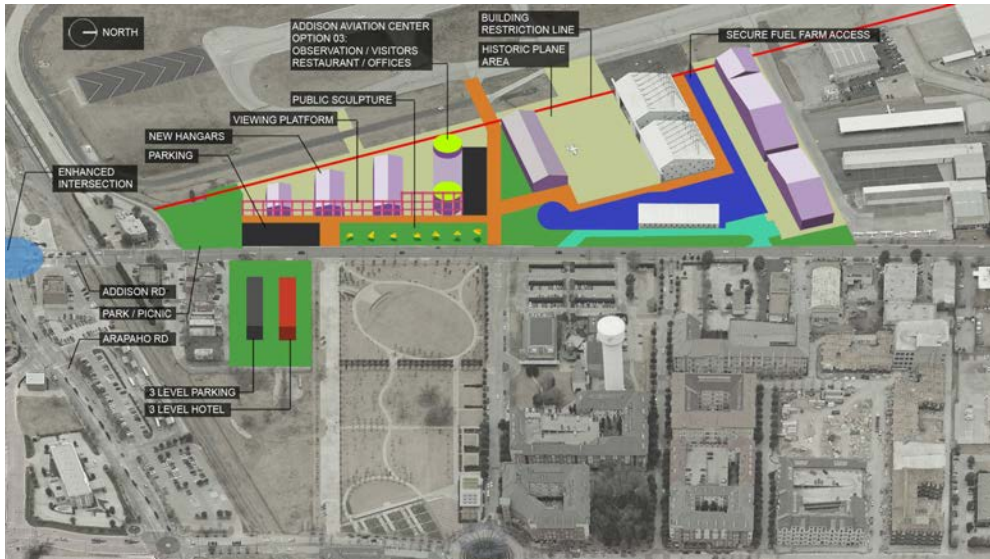 NORTH
ADDISON AVIATION CENTER
OPTION 03:
OBSERVATION / VISITORS
RESTAURANT / OFFICES
BUILDING
RESTRICTION LINE
HISTORIC PLANE
AREA
SECURE FUEL FARM ACCESS
PUBLIC SCULPTURE
VIEWING PLATFORM
NEW HANGARS
PARKING
ENHANCED
INTERSECTION
ADDISON RD
PARK / PICNIC
ARAPAHO RD
3 LEVEL PARKING
3 LEVEL HOTEL